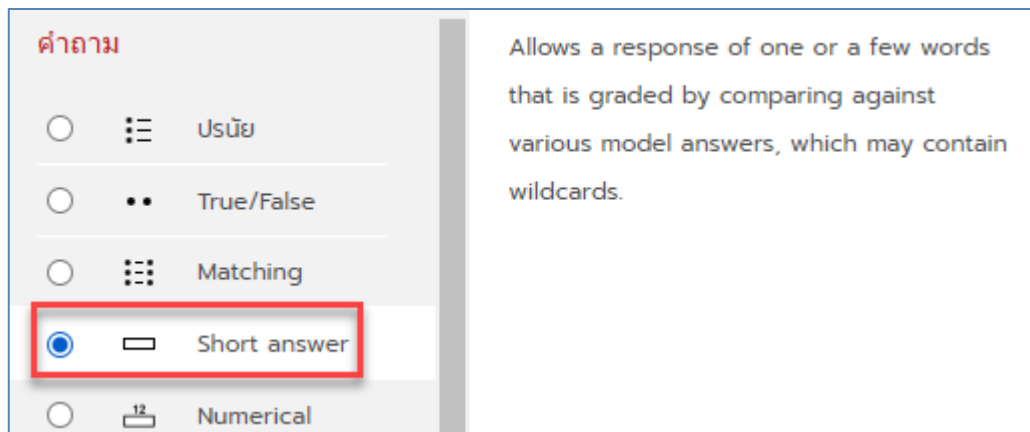 คำถาม
ปรนัย
True/False
Matching
Short answer
12
Numerical
Allows a response of one or a few words
that is graded by comparing against
various model answers, which may contain
wildcards.